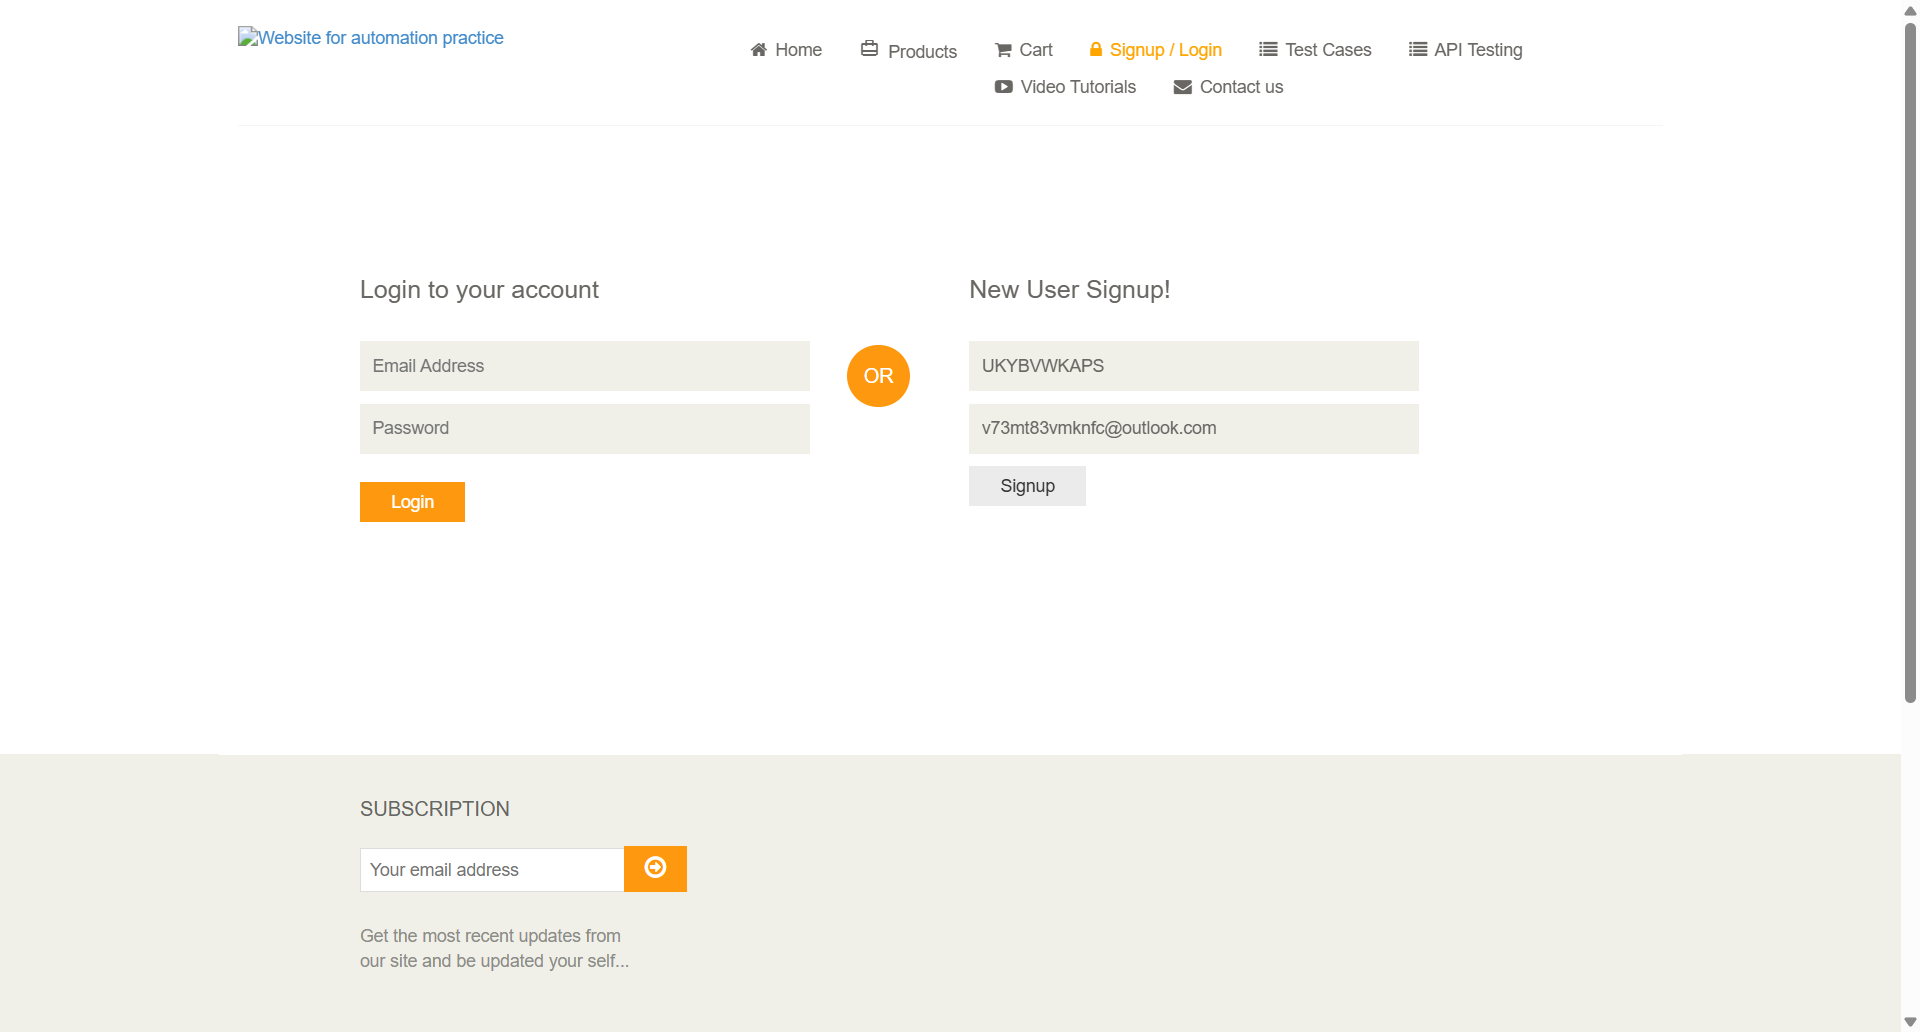 Website for automation practice
Home Products Cart Signup / Login Test Cases API Testing
Video Tutorials Contact us
Login to your account
Email Address
Password
Login
OR
New User Signup!
UKYBVWKAPS
v73mt83vmknfc@outlook.com
Signup
SUBSCRIPTION
Your email address
Get the most recent updates from
our site and be updated your self...